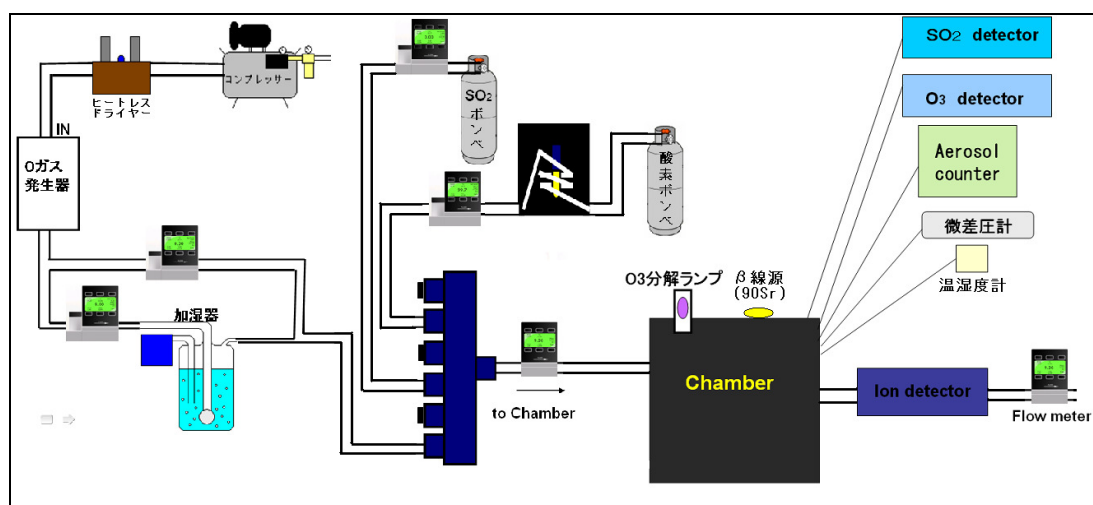 コンプレッサー
ヒートレス
ドライヤー
IN
0ガス
発生器
加湿器
SO2
ボンベ
酸素ボンベ
to Chamber
O3分解ランプ
β線源
(90Sr)
Chamber
SO2 detector
O3 detector
Aerosol
counter
微差圧計
温湿度計
Ion detector
Flow meter